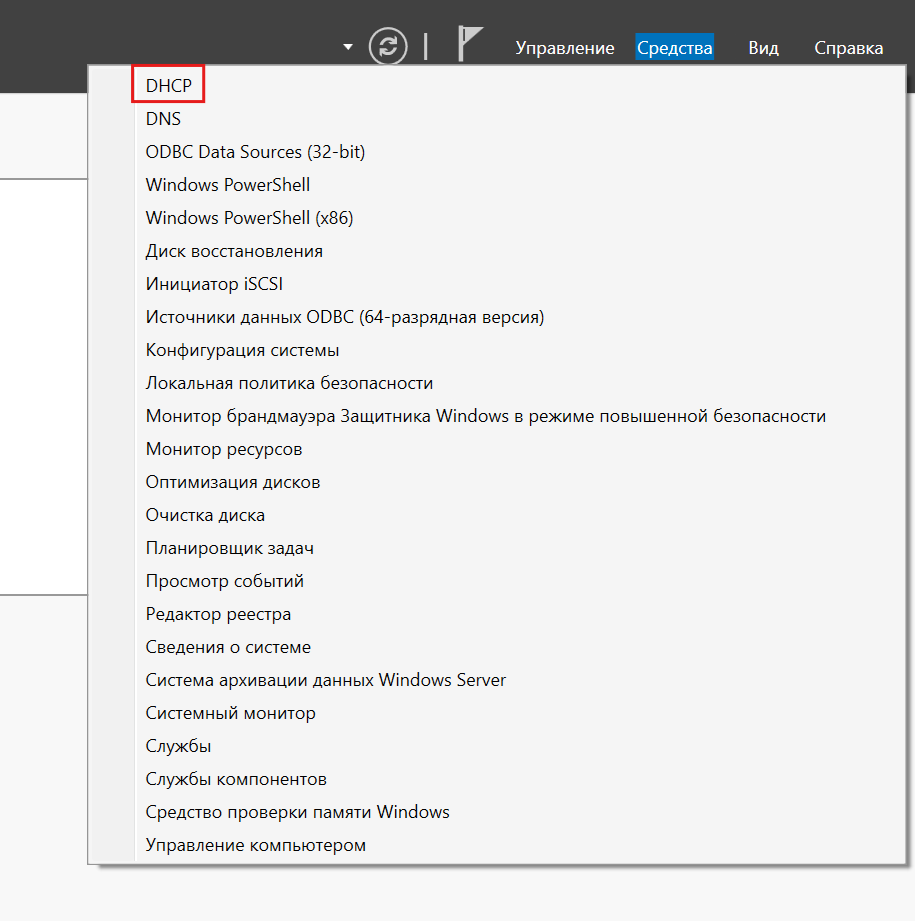 Управление Средства Вид Справка
DHCP
DNS
ODBC Data Sources (32-bit)
Windows PowerShell
Windows PowerShell (x86)
Диск восстановления
Инициатор iSCSI
Источники данных ODBC (64-разрядная версия)
Конфигурация системы
Локальная политика безопасности
Монитор брандмауэра Защитника Windows в режиме повышенной безопасности
Монитор ресурсов
Оптимизация дисков
Очистка диска
Планировщик задач
Просмотр событий
Редактор реестра
Сведения о системе
Система архивации данных Windows Server
Системный монитор
Службы
Службы компонентов
Средство проверки памяти Windows
Управление компьютером